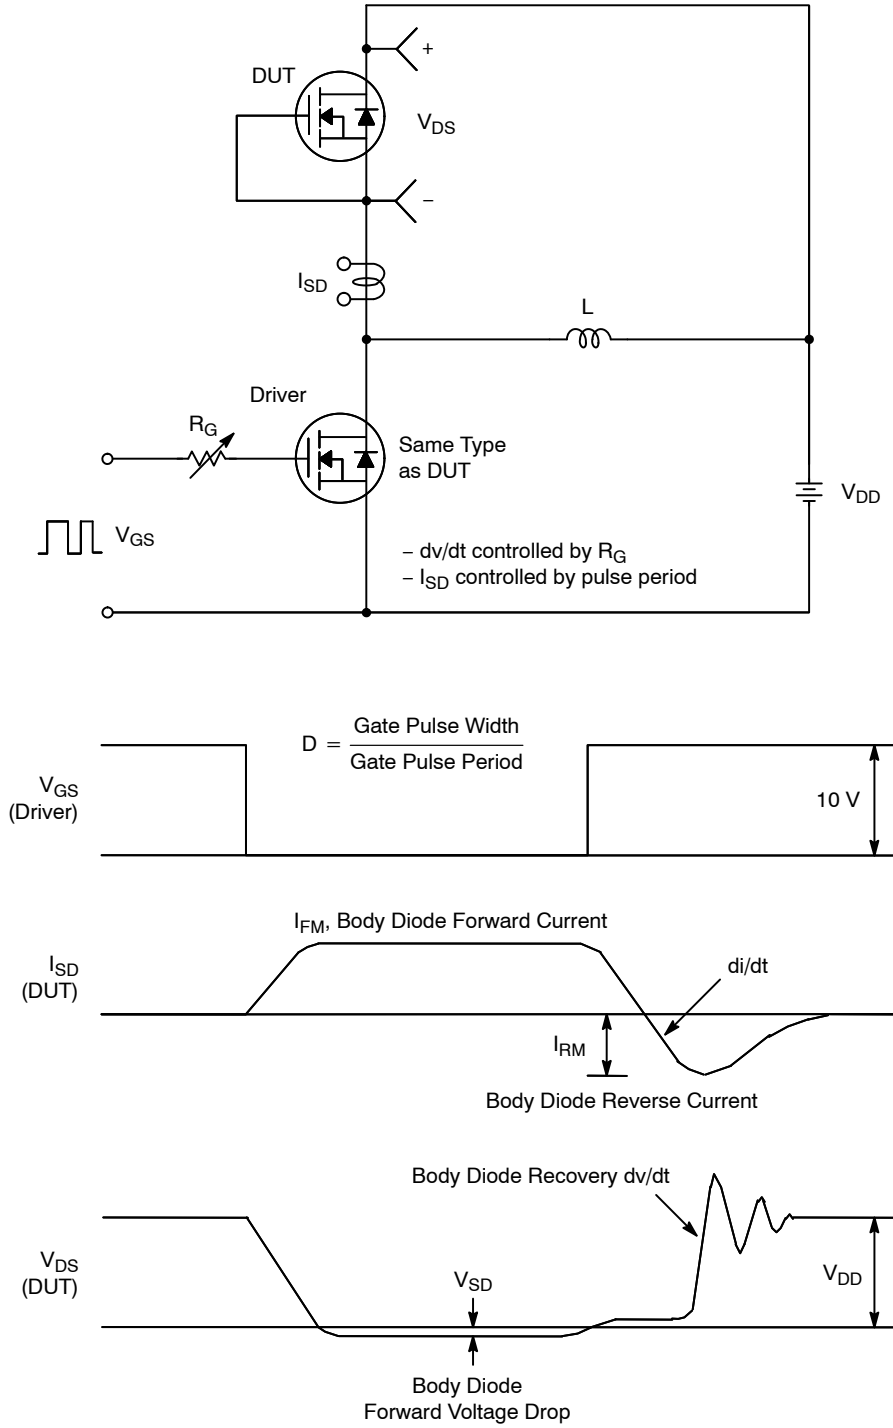 +
DUT
V_DS
−
I_SD
L
Driver
R_G
Same Type
as DUT
V_DD
V_GS
− dv/dt controlled by R_G
− I_SD controlled by pulse period
D = Gate Pulse Width
Gate Pulse Period
V_GS
(Driver)
10 V
I_FM, Body Diode Forward Current
I_SD
(DUT)
di/dt
I_RM
Body Diode Reverse Current
Body Diode Recovery dv/dt
V_DS
(DUT)
V_SD
V_DD
Body Diode
Forward Voltage Drop